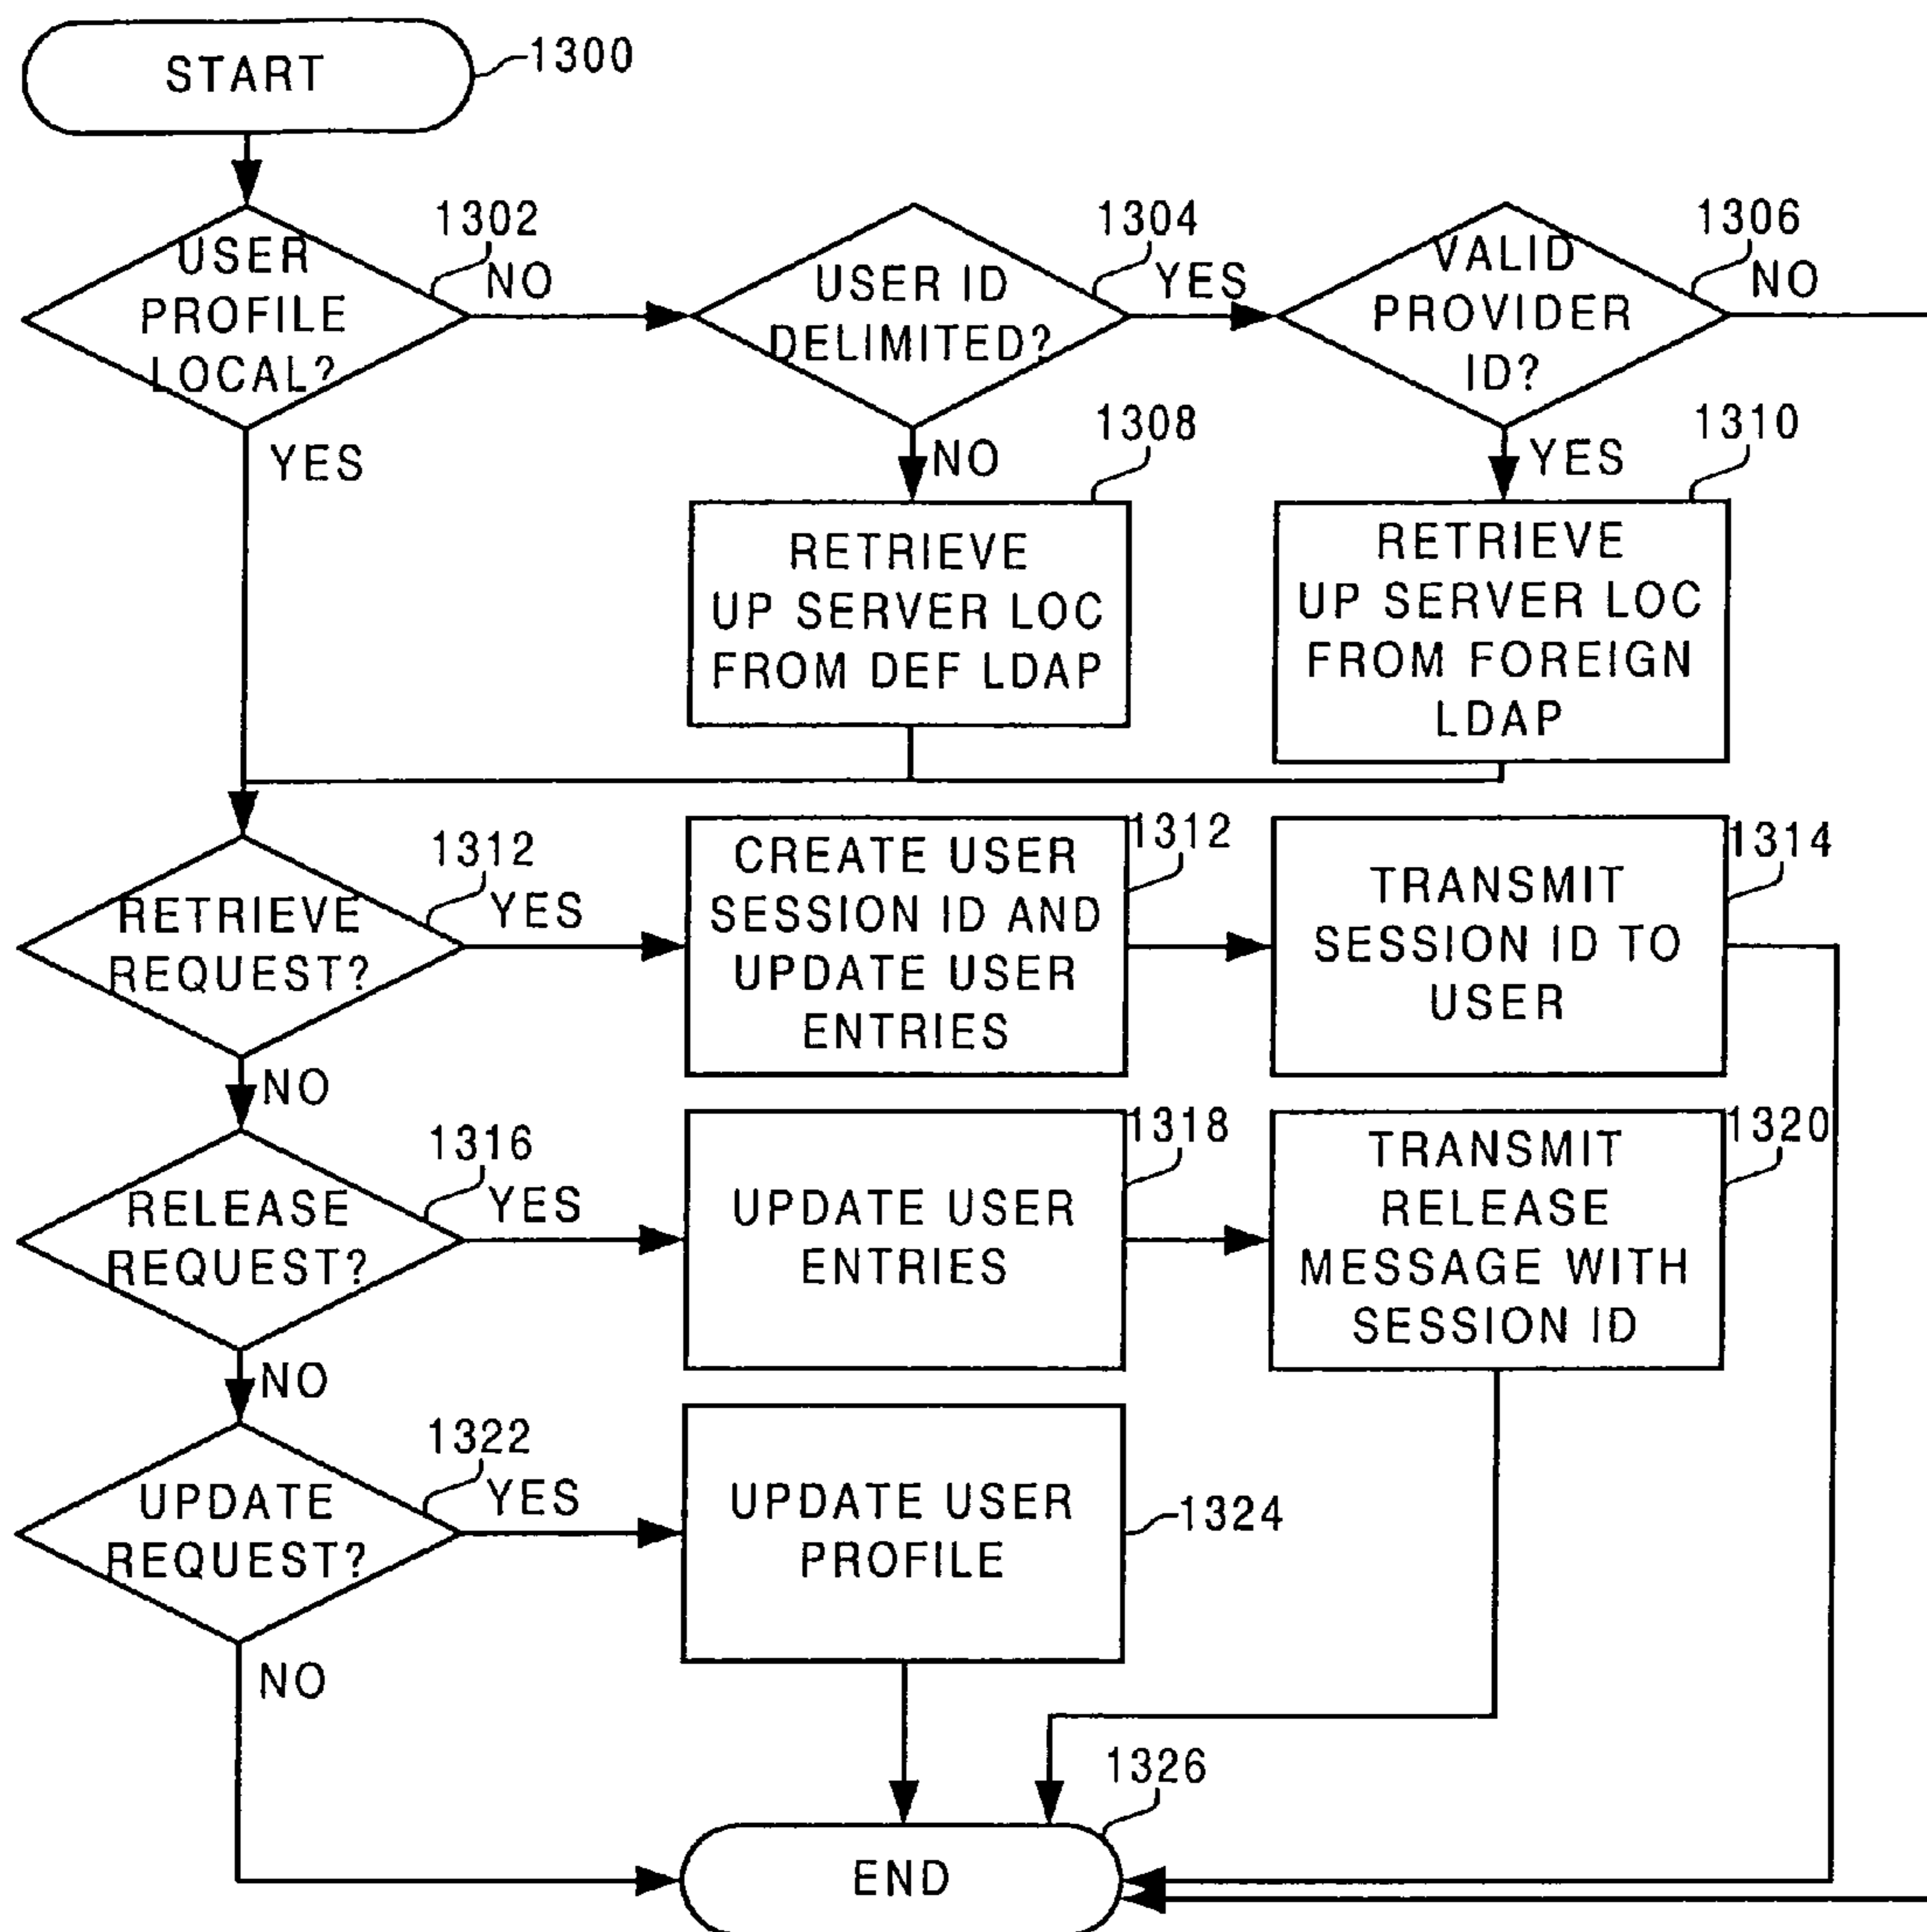 START
1300
USER
PROFILE
LOCAL?
1302
NO
YES
USER ID
DELIMITED?
1304
YES
NO
VALID
PROVIDER
ID?
1306
NO
YES
RETRIEVE
UP SERVER LOC
FROM DEF LDAP
1308
RETRIEVE
UP SERVER LOC
FROM FOREIGN
LDAP
1310
RETRIEVE
REQUEST?
1312
YES
NO
CREATE USER
SESSION ID AND
UPDATE USER
ENTRIES
1312
TRANSMIT
SESSION ID TO
USER
1314
RELEASE
REQUEST?
1316
YES
NO
UPDATE USER
ENTRIES
1318
TRANSMIT
RELEASE
MESSAGE WITH
SESSION ID
1320
UPDATE
REQUEST?
1322
YES
NO
UPDATE USER
PROFILE
1324
END
1326